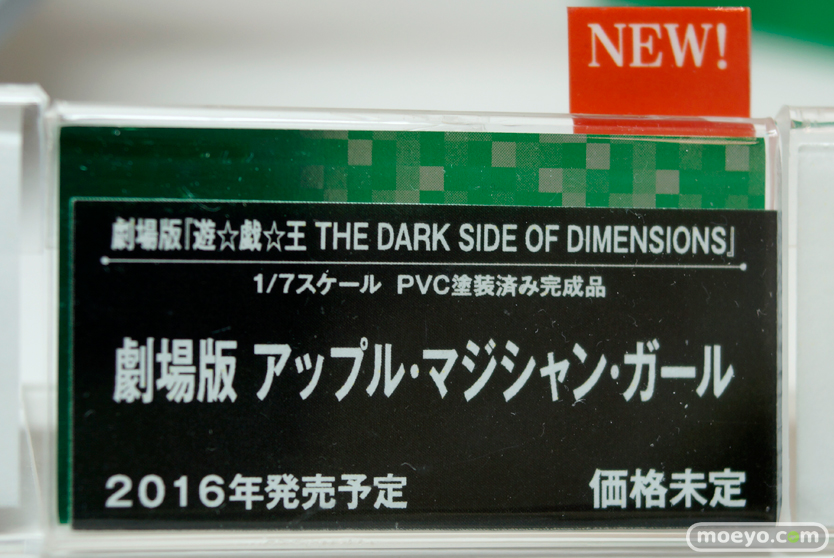 NEW!
劇場版『遊☆戯☆王 THE DARK SIDE OF DIMENSIONS』
1/7スケール PVC塗装済み完成品
劇場版 アップル・マジシャン・ガール
2016年発売予定 価格未定
moeyo.com